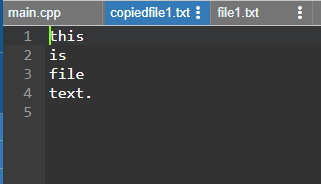 main.cpp copiedfile1.txt file1.txt
1 this
2 is
3 file
4 text.
5